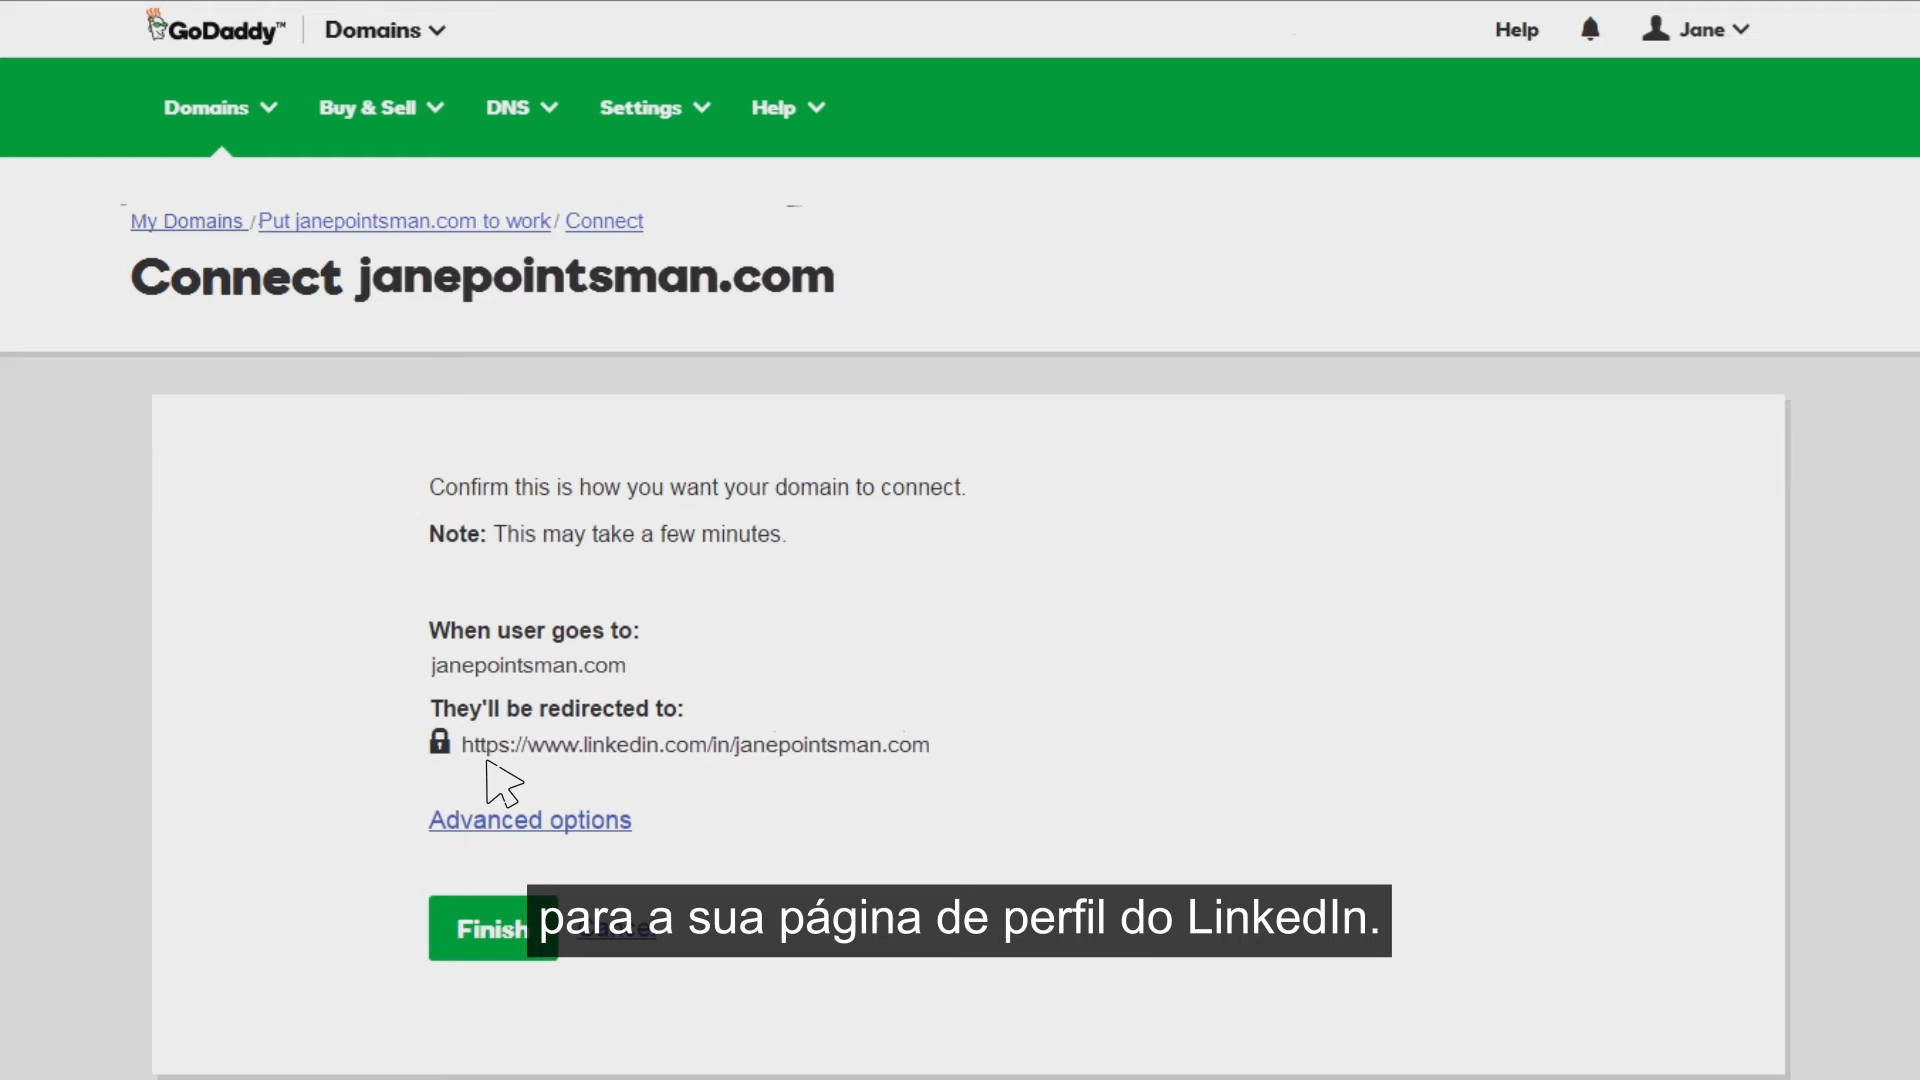 GoDaddy™ Domains Help Jane
Domains Buy & Sell DNS Settings Help
My Domains / Put janepointsman.com to work / Connect
Connect janepointsman.com
Confirm this is how you want your domain to connect.
Note: This may take a few minutes.
When user goes to:
janepointsman.com
They'll be redirected to:
https://www.linkedin.com/in/janepointsman.com
Advanced options
Finish
para a sua página de perfil do LinkedIn.